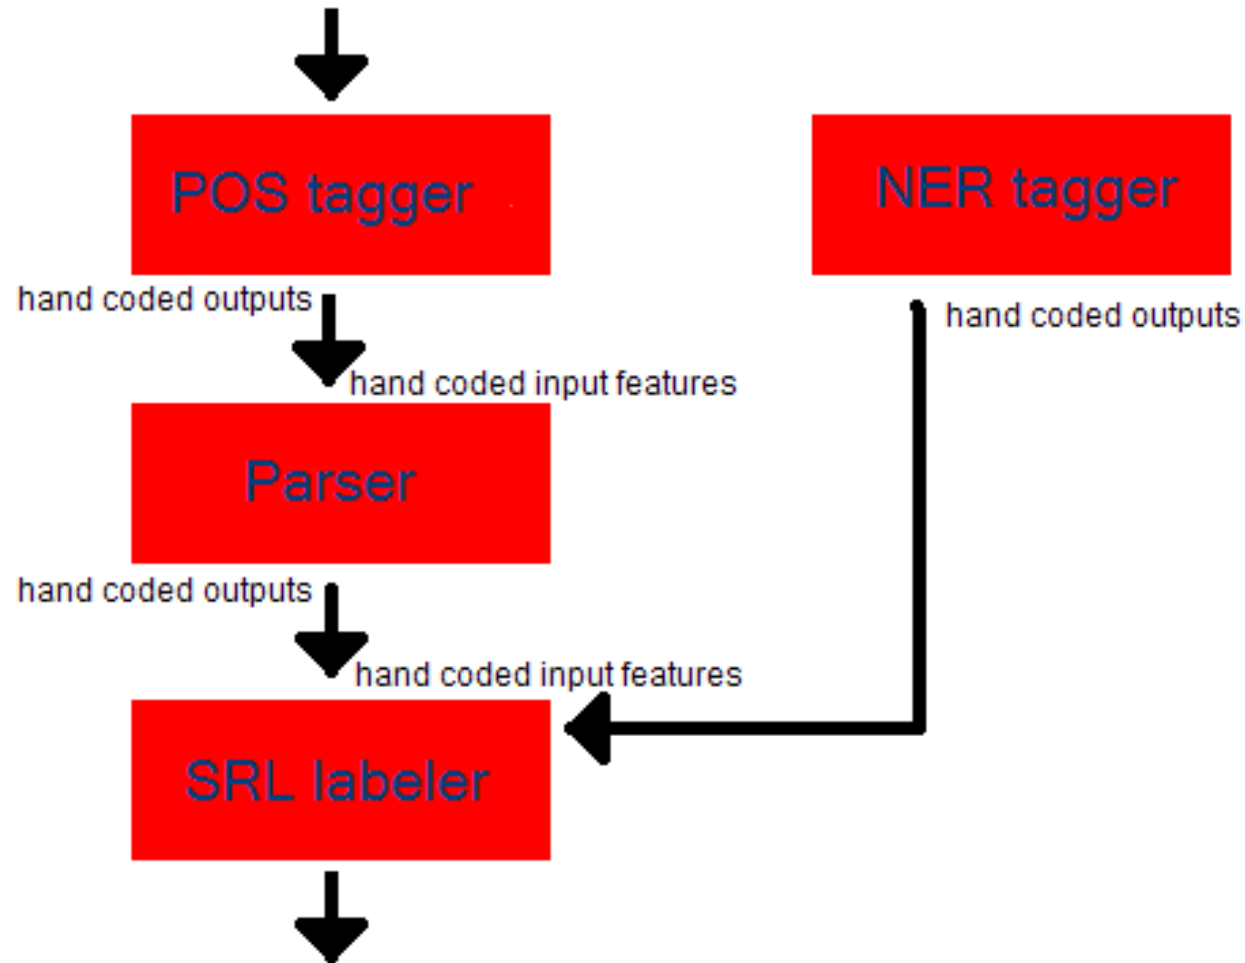 POS tagger
NER tagger
hand coded outputs
hand coded outputs
hand coded input features
Parser
hand coded outputs
hand coded input features
SRL labeler